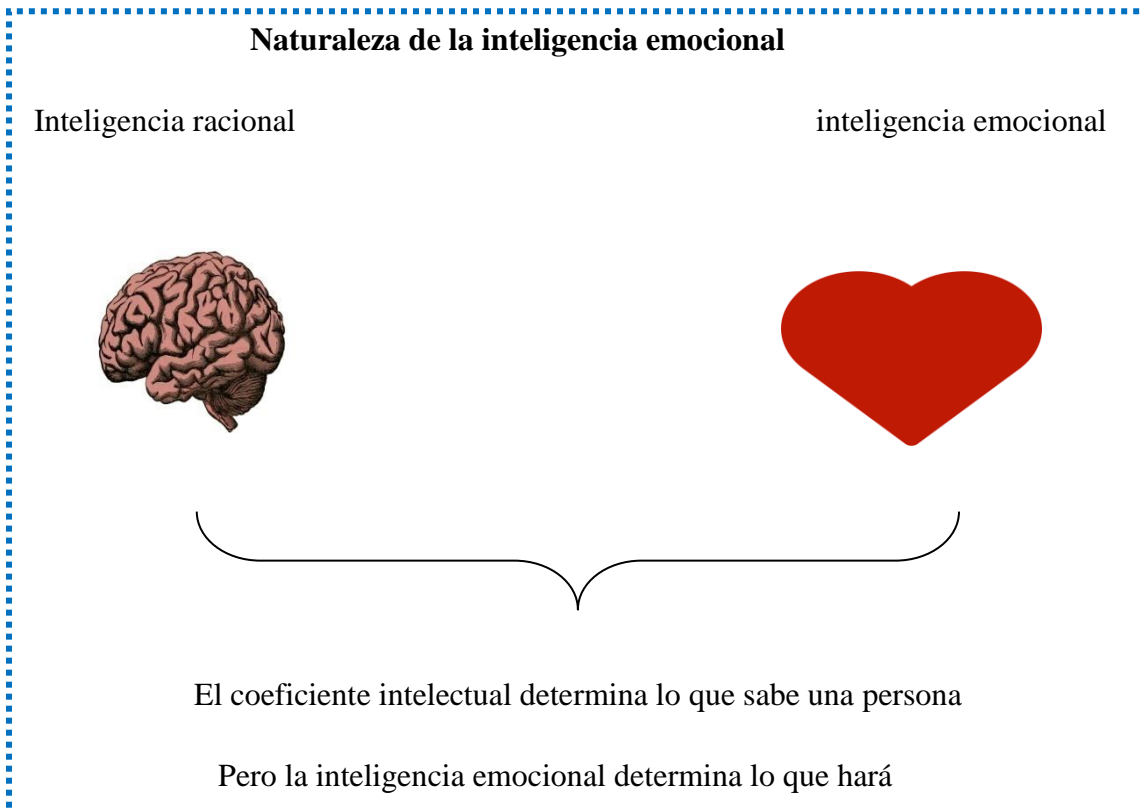 Naturaleza de la inteligencia emocional
Inteligencia racional
inteligencia emocional
El coeficiente intelectual determina lo que sabe una persona
Pero la inteligencia emocional determina lo que hará